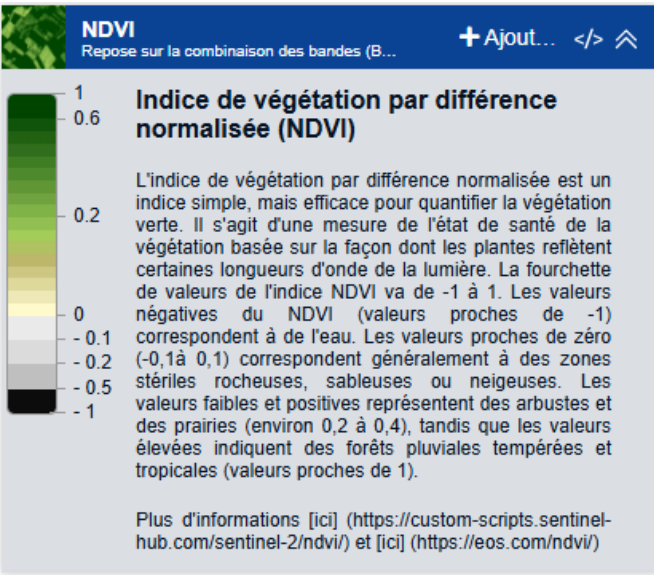 NDVI
Repose sur la combinaison des bandes (B...
+ Ajout... </>
1
0.6
0.2
0
- 0.1
- 0.2
- 0.5
- 1
Indice de végétation par différence
normalisée (NDVI)
L'indice de végétation par différence normalisée est un
indice simple, mais efficace pour quantifier la végétation
verte. Il s'agit d'une mesure de l'état de santé de la
végétation basée sur la façon dont les plantes reflètent
certaines longueurs d'onde de la lumière. La fourchette
de valeurs de l'indice NDVI va de -1 à 1. Les valeurs
négatives du NDVI (valeurs proches de -1)
correspondent à de l'eau. Les valeurs proches de zéro
(-0,1à 0,1) correspondent généralement à des zones
stériles rocheuses, sableuses ou neigeuses. Les
valeurs faibles et positives représentent des arbustes et
des prairies (environ 0,2 à 0,4), tandis que les valeurs
élevées indiquent des forêts pluviales tempérées et
tropicales (valeurs proches de 1).
Plus d'informations [ici] (https://custom-scripts.sentinel-
hub.com/sentinel-2/ndvi/) et [ici] (https://eos.com/ndvi/)